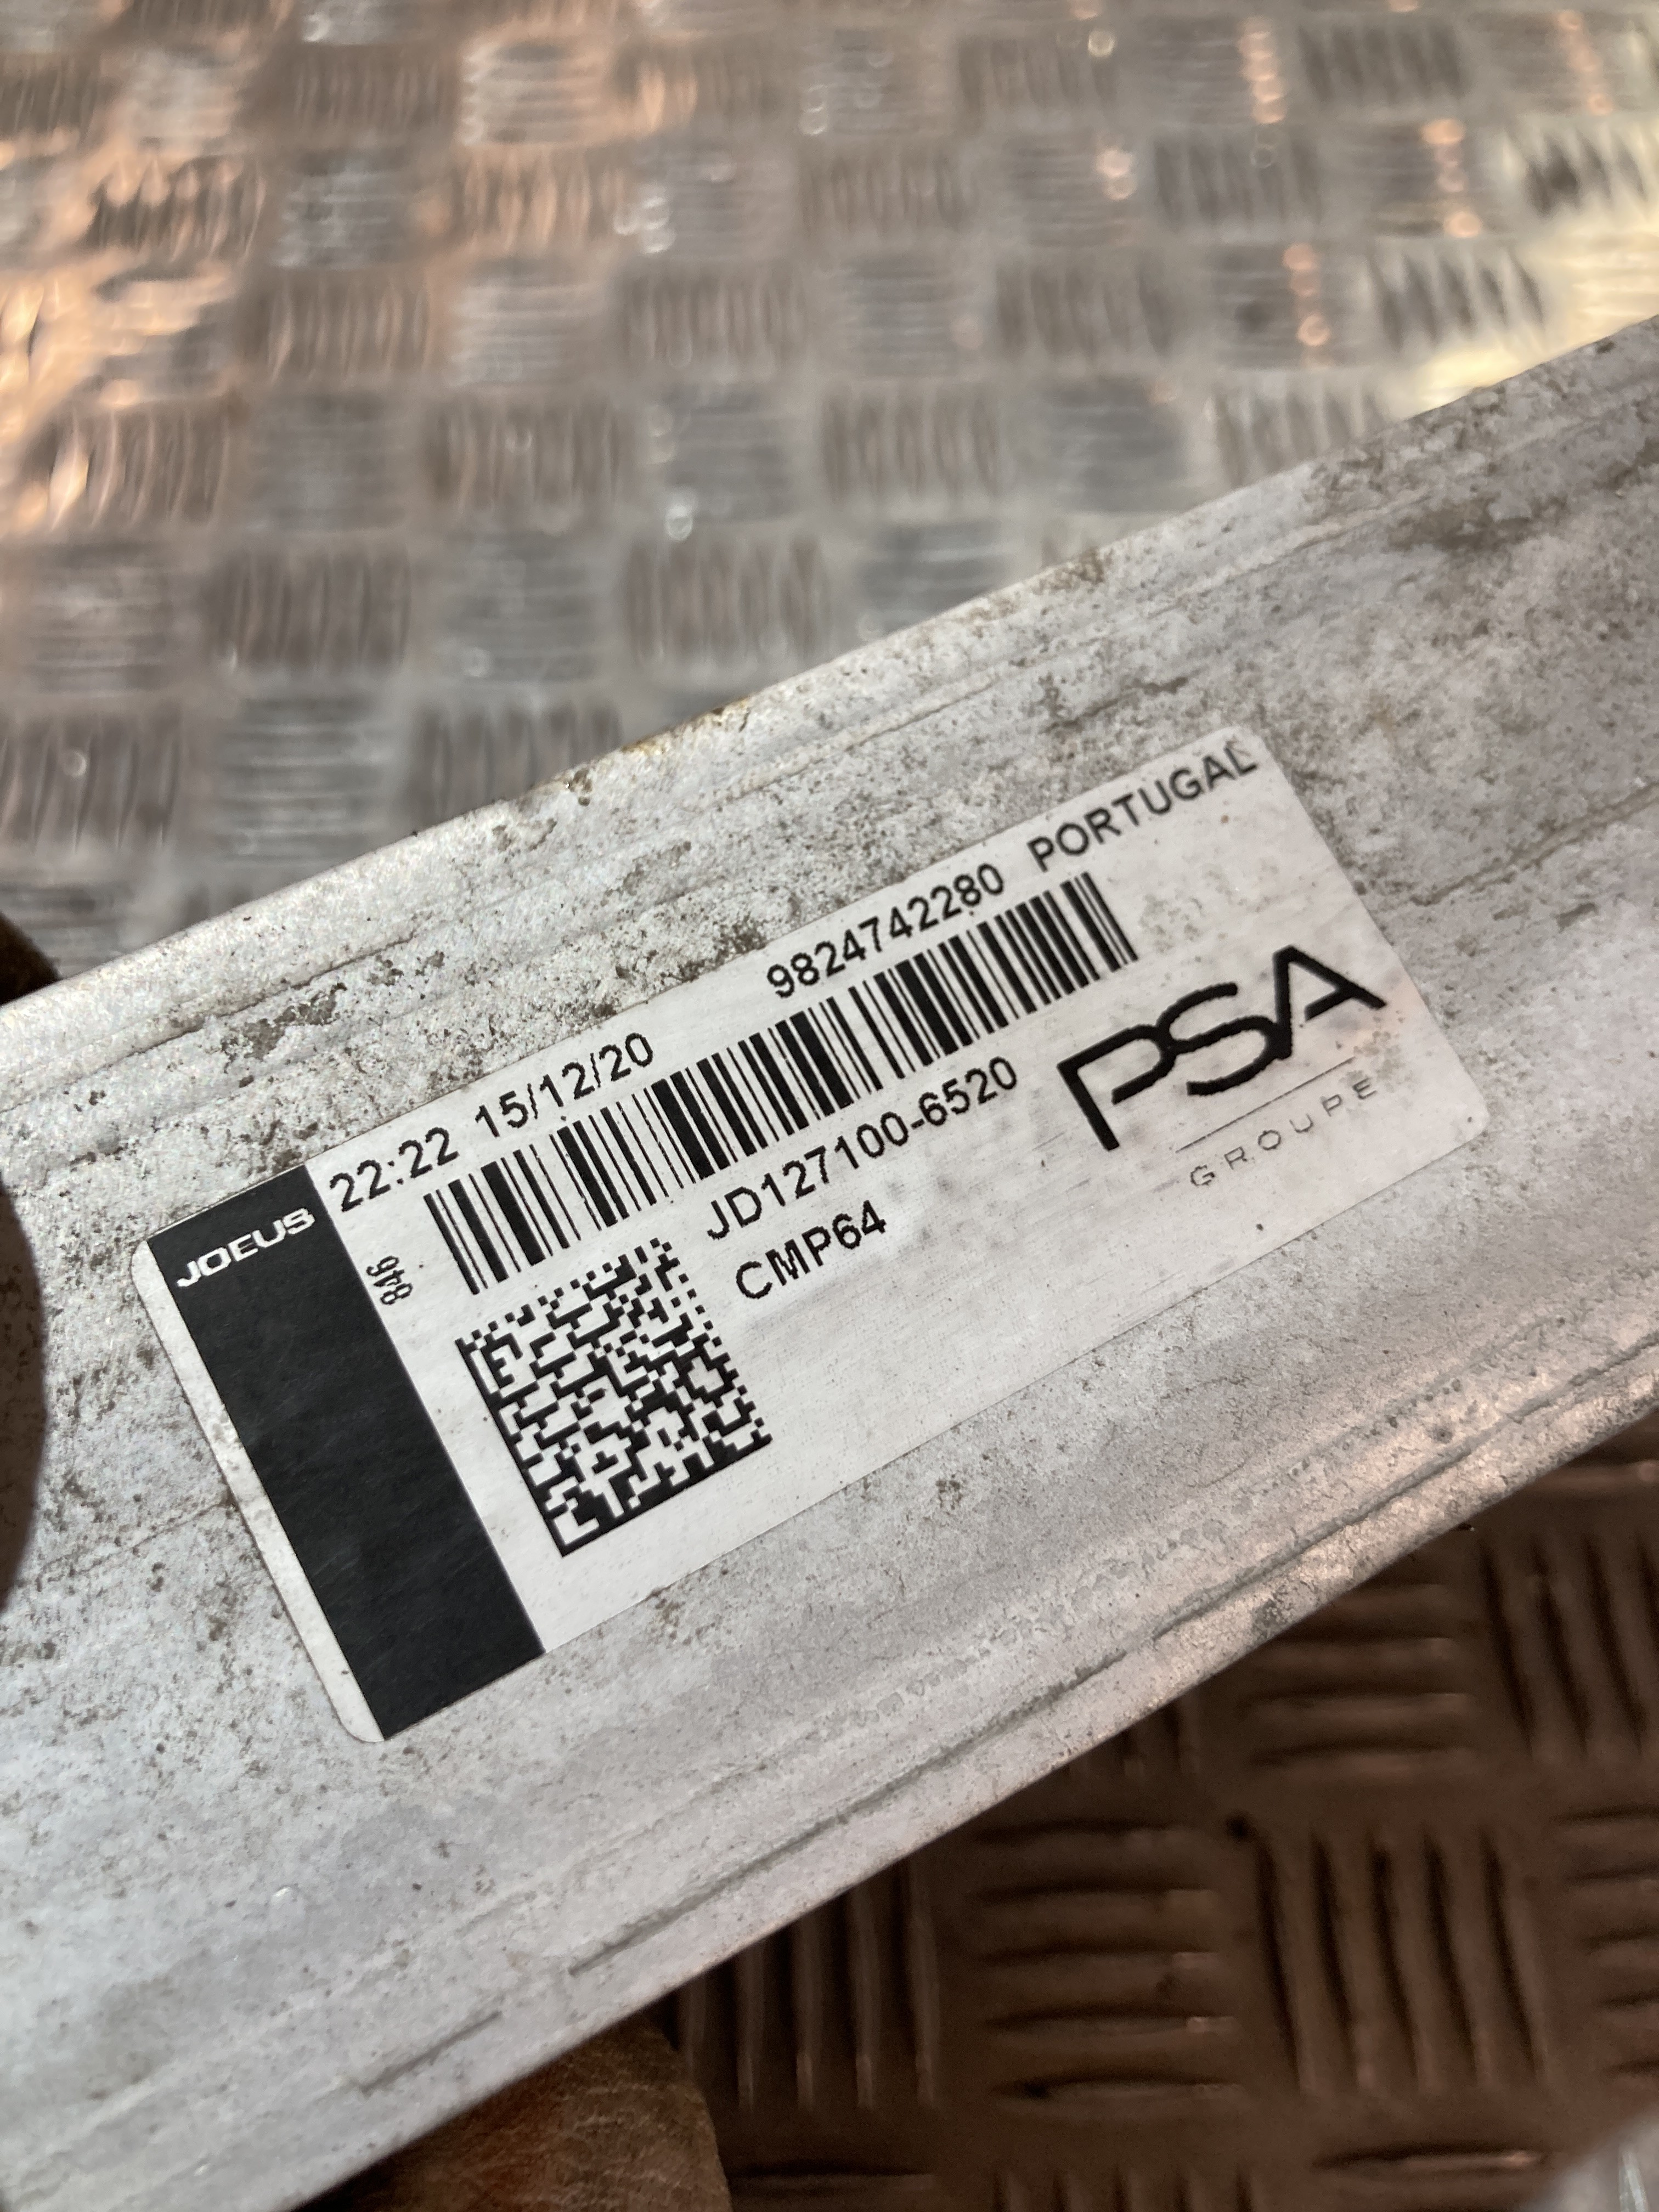 JOEUS
22:22 15/12/20 9824742280 PORTUGAL
846
JD127100-6520
CMP64
PSA
GROUPE